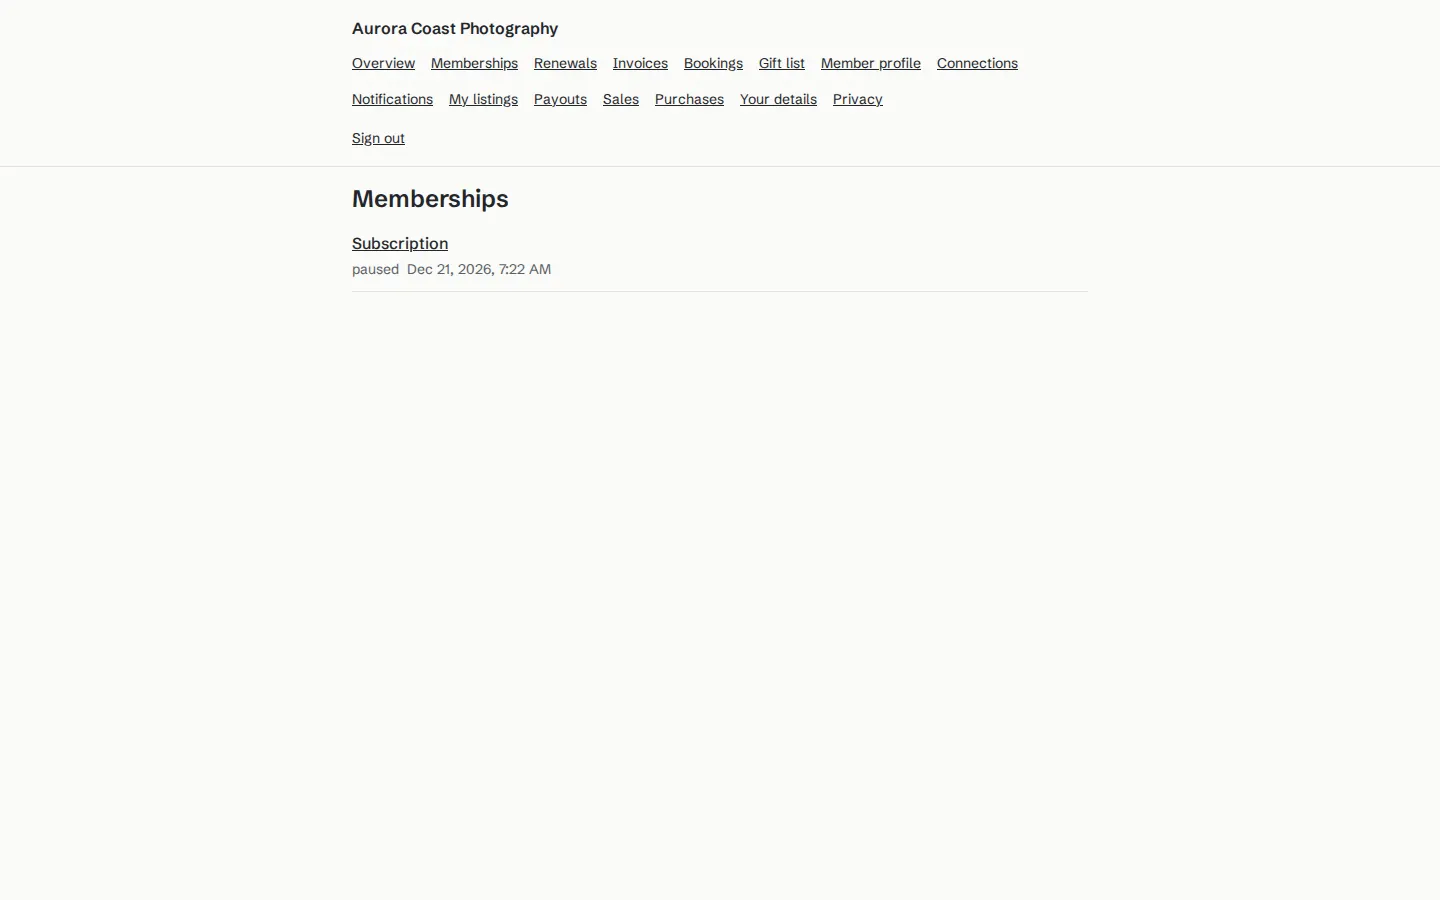 Aurora Coast Photography
Overview Memberships Renewals Invoices Bookings Gift list Member profile Connections
Notifications My listings Payouts Sales Purchases Your details Privacy
Sign out
Memberships
Subscription
paused Dec 21, 2026, 7:22 AM